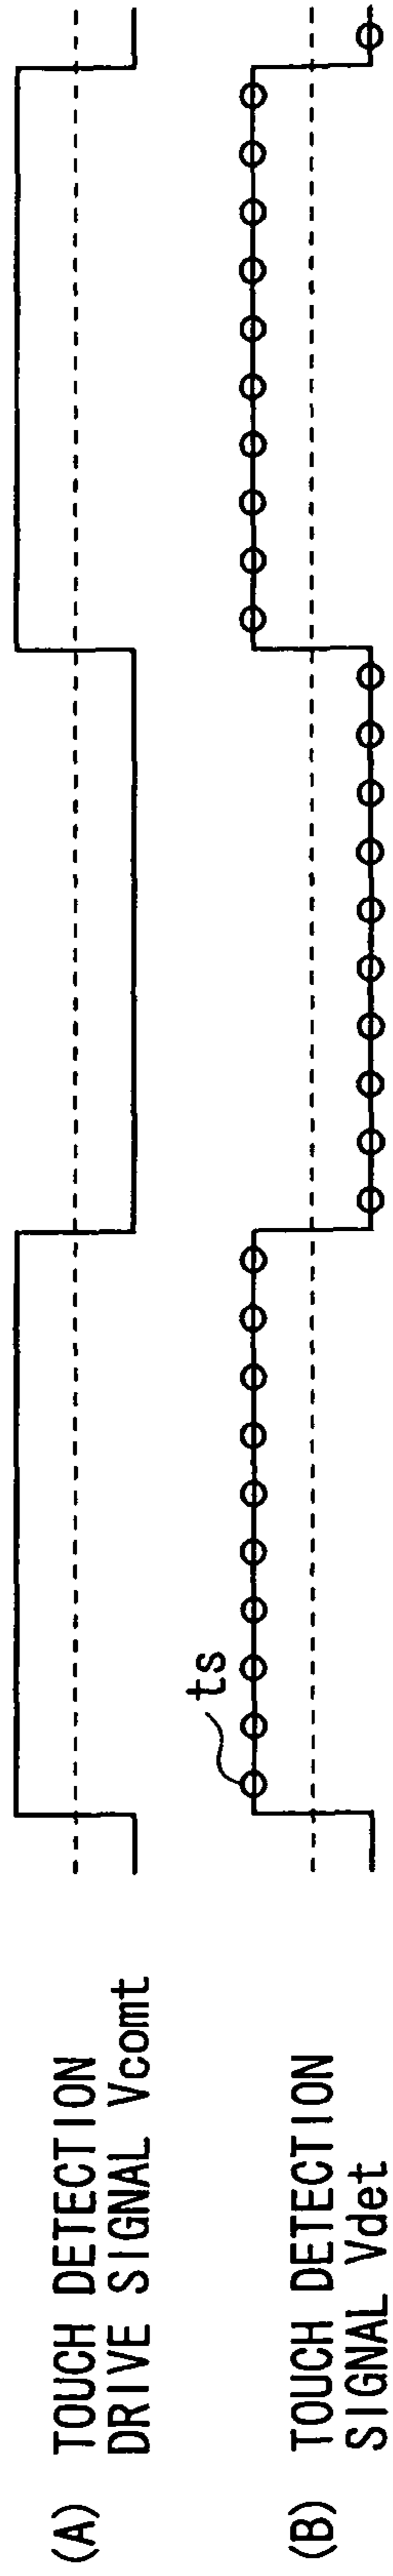 (A) TOUCH DETECTION
DRIVE SIGNAL Vcomt
ts
(B) TOUCH DETECTION
SIGNAL Vdet